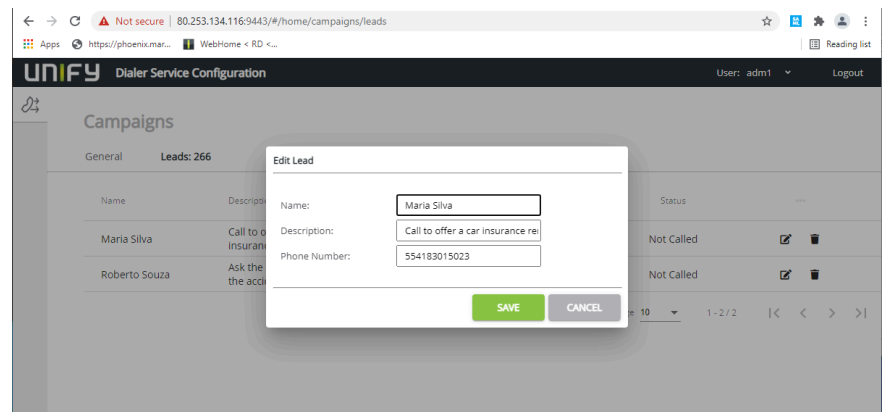 Not secure | 80.253.134.116:9443/#/home/campaigns/leads
Apps https://phoenix.mar... WebHome < RD <... Reading list
UNIFY Dialer Service Configuration User: adm1 Logout
Campaigns
General Leads: 266
Edit Lead
Name Descripti Status ...
Name: Maria Silva
Description: Call to offer a car insurance re
Phone Number: 554183015023
Maria Silva Call to o Not Called
insuran
Roberto Souza Ask the Not Called
the acci
SAVE CANCEL
e 10 1 - 2 / 2